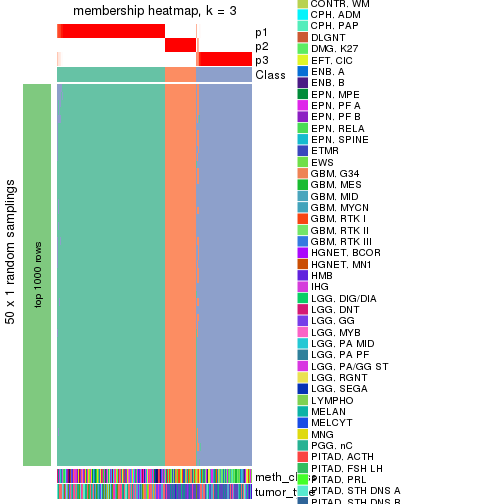 membership heatmap, k = 3
p1
p2
p3
Class
50 x 1 random samplings
top 1000 rows
CONTR. WM
CPH. ADM
CPH. PAP
DLGNT
DMG. K27
EFT. CIC
ENB. A
ENB. B
EPN. MPE
EPN. PF A
EPN. PF B
EPN. RELA
EPN. SPINE
ETMR
EWS
GBM. G34
GBM. MES
GBM. MID
GBM. MYCN
GBM. RTK I
GBM. RTK II
GBM. RTK III
HGNET. BCOR
HGNET. MN1
HMB
IHG
LGG. DIG/DIA
LGG. DNT
LGG. GG
LGG. MYB
LGG. PA MID
LGG. PA PF
LGG. PA/GG ST
LGG. RGNT
LGG. SEGA
LYMPHO
MELAN
MELCYT
MNG
PGG. nC
PITAD. ACTH
PITAD. FSH LH
PITAD. PRL
PITAD. STH DNS A
PITAD. STH DNS B